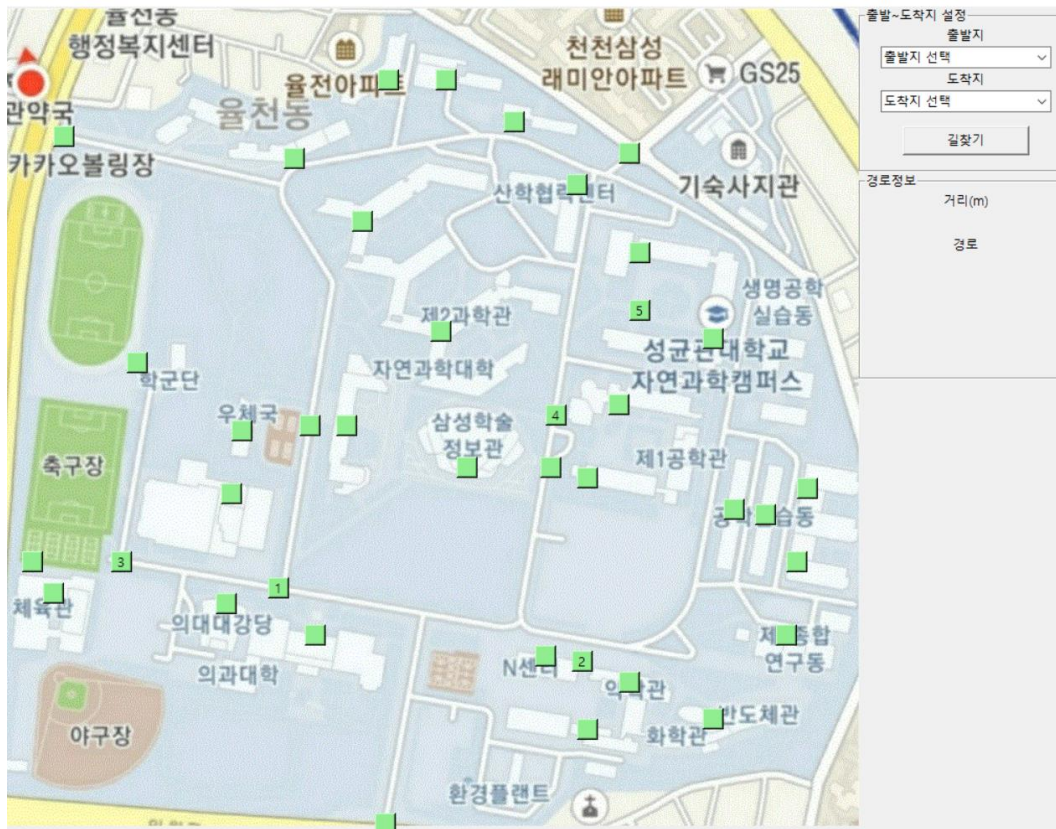 율전동
행정복지센터
율전아파트
천천삼성
래미안아파트
GS25
관약국
율천동
카카오볼링장
산학협력센터
기숙사지관
생명공학
실습동
5
제2과학관
성균관대학교
자연과학캠퍼스
자연과학대학
학군단
우체국
4
삼성학술
정보관
제1공학관
축구장
공학실습동
3
1
체육관
의대대강당
의과대학
N센터
2
약학관
연구동
반도체관
화학관
야구장
환경플랜트
출발~도착지 설정
출발지
출발지 선택
도착지
도착지 선택
길찾기
경로정보
거리(m)
경로